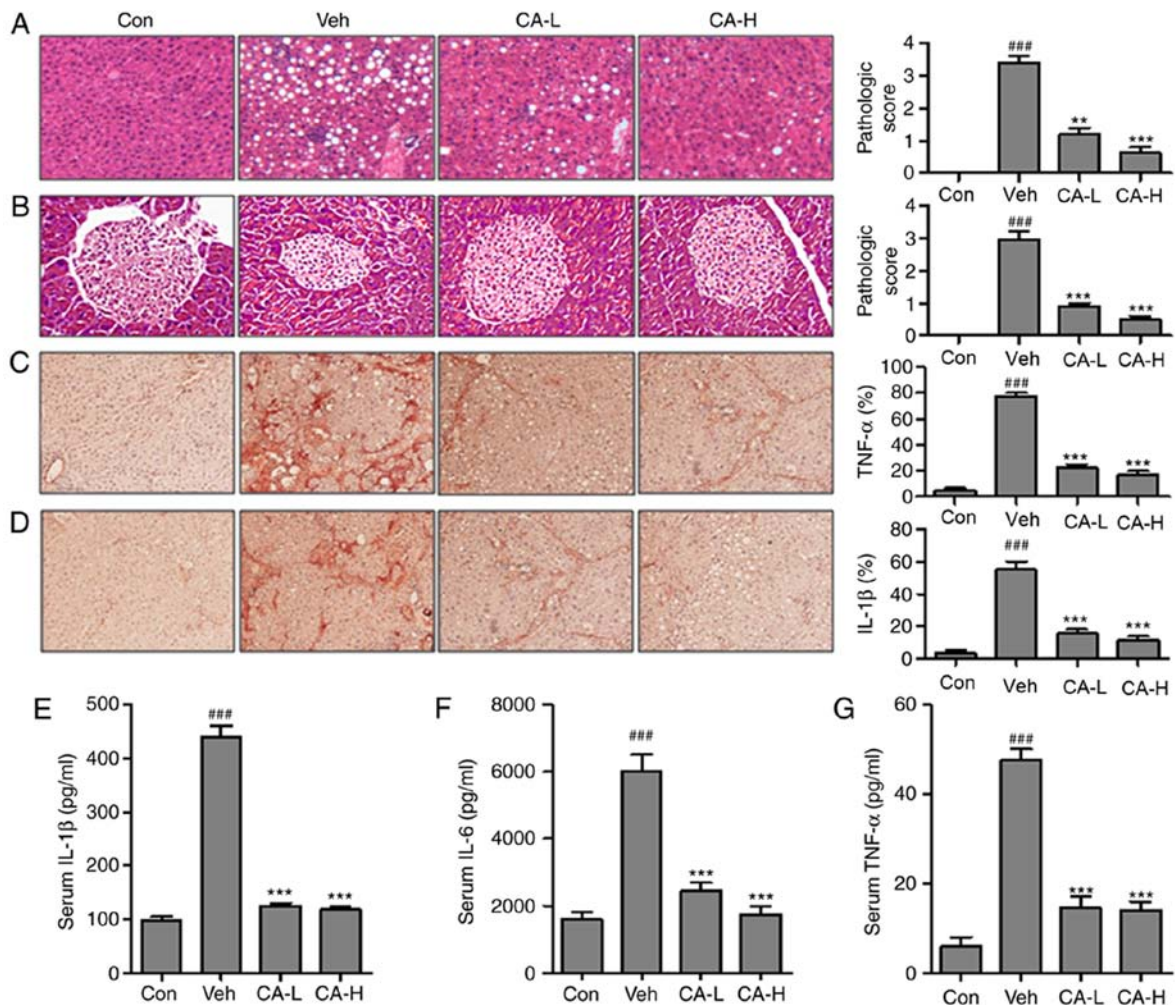 A
Con
Veh
CA-L
CA-H
Pathologic
score
4
3
2
1
0
###
**
***
Con
Veh
CA-L
CA-H
B
Pathologic
score
4
3
2
1
0
###
***
***
Con
Veh
CA-L
CA-H
C
TNF-α (%)
100
80
60
40
20
0
###
***
***
Con
Veh
CA-L
CA-H
D
IL-1β (%)
80
60
40
20
0
###
***
***
Con
Veh
CA-L
CA-H
E
Serum IL-1β (pg/ml)
500
400
300
200
100
0
###
***
***
Con
Veh
CA-L
CA-H
F
Serum IL-6 (pg/ml)
8000
6000
4000
2000
0
###
***
***
Con
Veh
CA-L
CA-H
G
Serum TNF-α (pg/ml)
60
40
20
0
###
***
***
Con
Veh
CA-L
CA-H